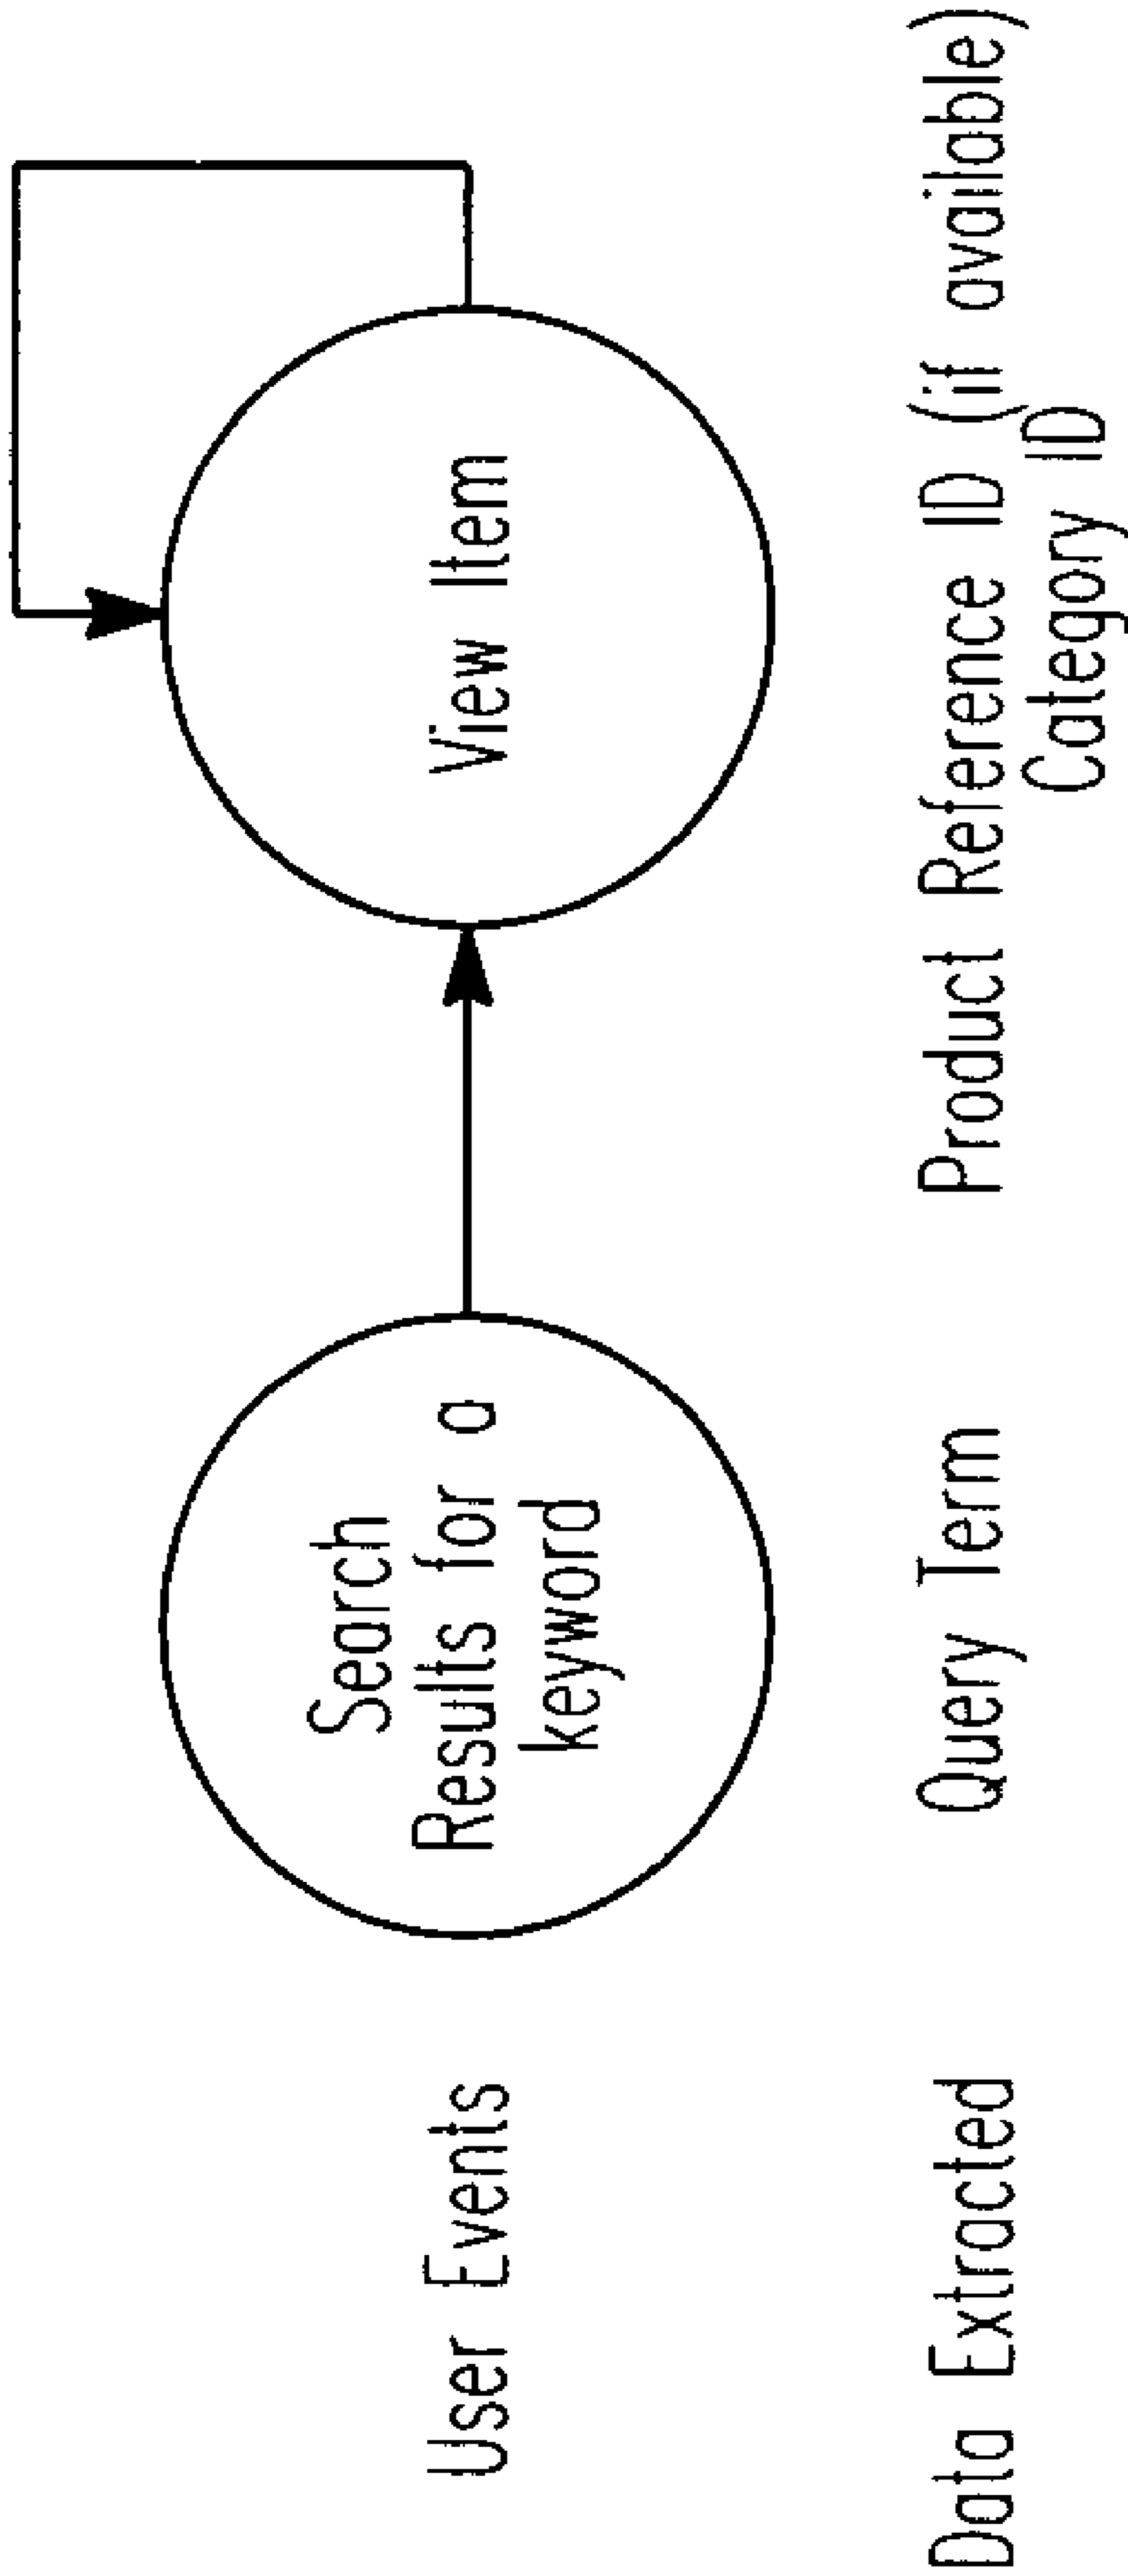 User Events
Search
Results for a
keyword
View Item
Data Extracted
Query Term
Product Reference ID (if available)
Category ID